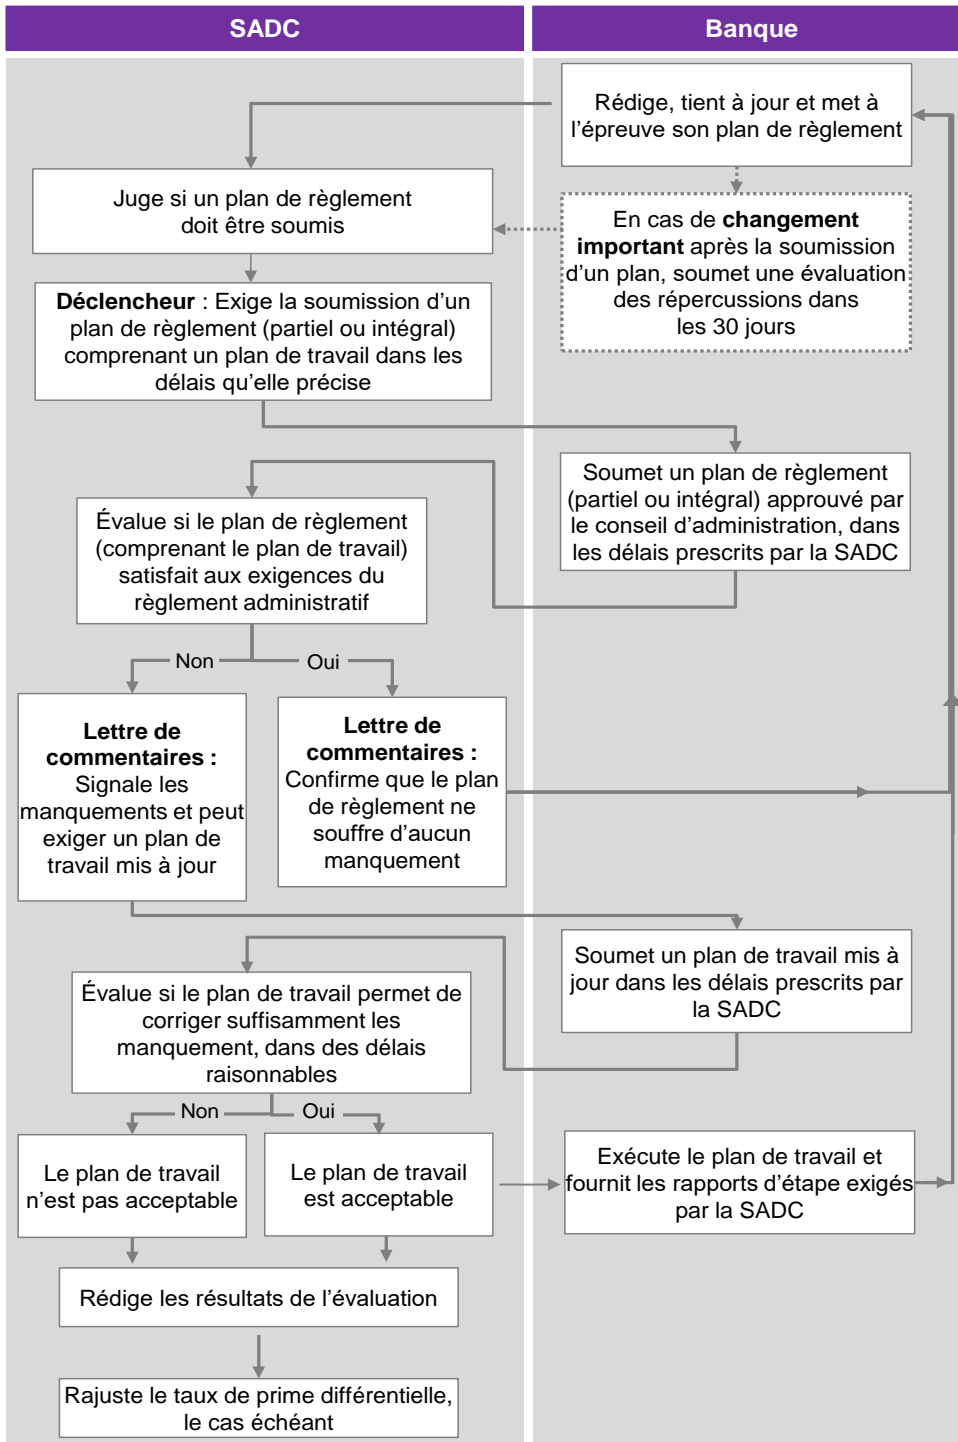 SADC
Banque
Rédige, tient à jour et met à
l'épreuve son plan de règlement
Juge si un plan de règlement
doit être soumis
En cas de changement
important après la soumission
d'un plan, soumet une évaluation
des répercussions dans
les 30 jours
Déclencheur : Exige la soumission d'un
plan de règlement (partiel ou intégral)
comprenant un plan de travail dans les
délais qu'elle précise
Soumet un plan de règlement
(partiel ou intégral) approuvé par
le conseil d'administration, dans
les délais prescrits par la SADC
Évalue si le plan de règlement
(comprenant le plan de travail)
satisfait aux exigences du
règlement administratif
Non
Oui
Lettre de
commentaires :
Signale les
manquements et peut
exiger un plan de
travail mis à jour
Lettre de
commentaires :
Confirme que le plan
de règlement ne
souffre d'aucun
manquement
Soumet un plan de travail mis à
jour dans les délais prescrits par
la SADC
Évalue si le plan de travail permet de
corriger suffisamment les
manquement, dans des délais
raisonnables
Non
Oui
Le plan de travail
n'est pas acceptable
Le plan de travail
est acceptable
Exécute le plan de travail et
fournit les rapports d'étape exigés
par la SADC
Rédige les résultats de l'évaluation
Rajuste le taux de prime différentielle,
le cas échéant